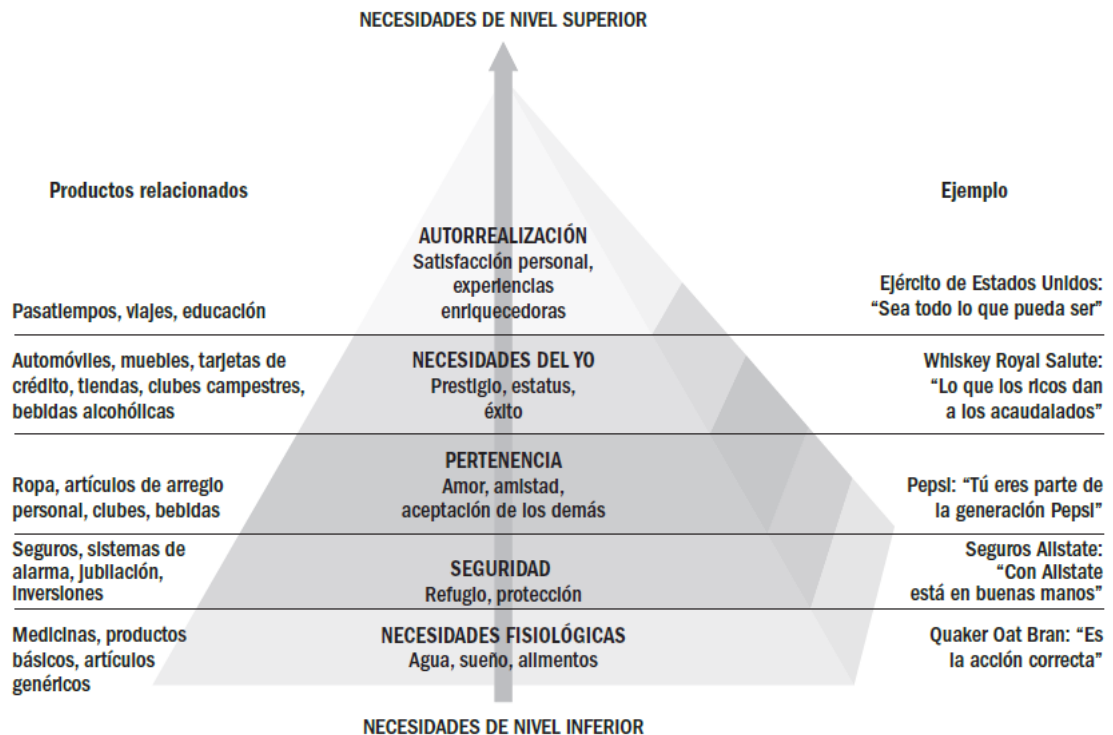 NECESIDADES DE NIVEL SUPERIOR
Productos relacionados
Ejemplo
AUTORREALIZACIÓN
Satisfacción personal,
experiencias
enriquecedoras
Pasatiempos, viajes, educación
Ejército de Estados Unidos:
“Sea todo lo que pueda ser”
Automóviles, muebles, tarjetas de
crédito, tiendas, clubes campestres,
bebidas alcohólicas
NECESIDADES DEL YO
Prestigio, estatus,
éxito
Whiskey Royal Salute:
“Lo que los ricos dan
a los acaudalados”
Ropa, artículos de arreglo
personal, clubes, bebidas
PERTENENCIA
Amor, amistad,
aceptación de los demás
Pepsi: “Tú eres parte de
la generación Pepsi”
Seguros, sistemas de
alarma, jubilación,
inversiones
SEGURIDAD
Refugio, protección
Seguros Allstate:
“Con Allstate
está en buenas manos”
Medicinas, productos
básicos, artículos
genéricos
NECESIDADES FISIOLÓGICAS
Agua, sueño, alimentos
Quaker Oat Bran: “Es
la acción correcta”
NECESIDADES DE NIVEL INFERIOR